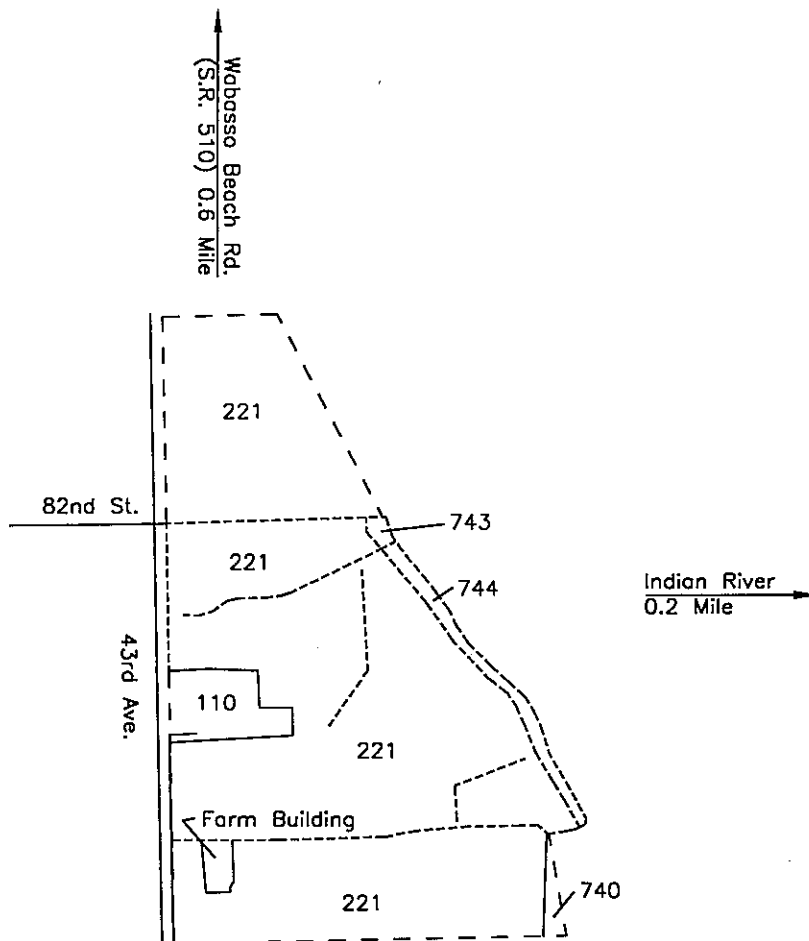 Wabasso Beach Rd.
(S.R. 510) 0.6 Mile
221
82nd St.
743
221
744
Indian River
0.2 Mile
43rd Ave.
110
221
Farm Building
221
740